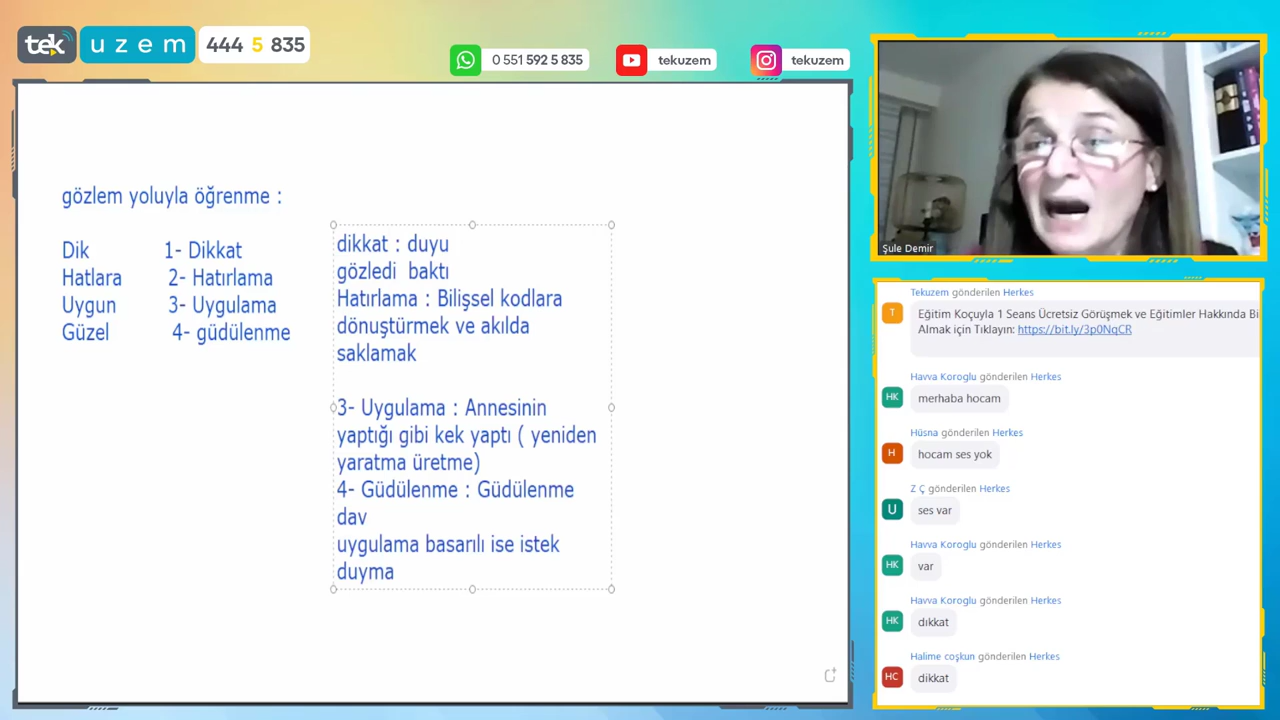 tek uzem 444 5 835
0 551 592 5 835
tekuzem
tekuzem
gözlem yoluyla öğrenme :
Dik 1- Dikkat
Hatlara 2- Hatırlama
Uygun 3- Uygulama
Güzel 4- güdülenme
dikkat : duyu
gözledi baktı
Hatırlama : Bilişsel kodlara
dönuştürmek ve akılda
saklamak
3- Uygulama : Annesinin
yaptığı gibi kek yaptı ( yeniden
yaratma üretme)
4- Güdülenme : Güdülenme
dav
uygulama basarılı ise istek
duyma
Şule Demir
Tekuzem gönderilen Herkes
T
Eğitim Koçuyla 1 Seans Ücretsiz Görüşmek ve Eğitimler Hakkında Bi
Almak için Tıklayın: https://bit.ly/3p0NqCR
Havva Koroglu gönderilen Herkes
HK merhaba hocam
Hüsna gönderilen Herkes
H hocam ses yok
Z Ç gönderilen Herkes
U ses var
Havva Koroglu gönderilen Herkes
HK var
Havva Koroglu gönderilen Herkes
HK dıkkat
Halime coşkun gönderilen Herkes
HC dikkat